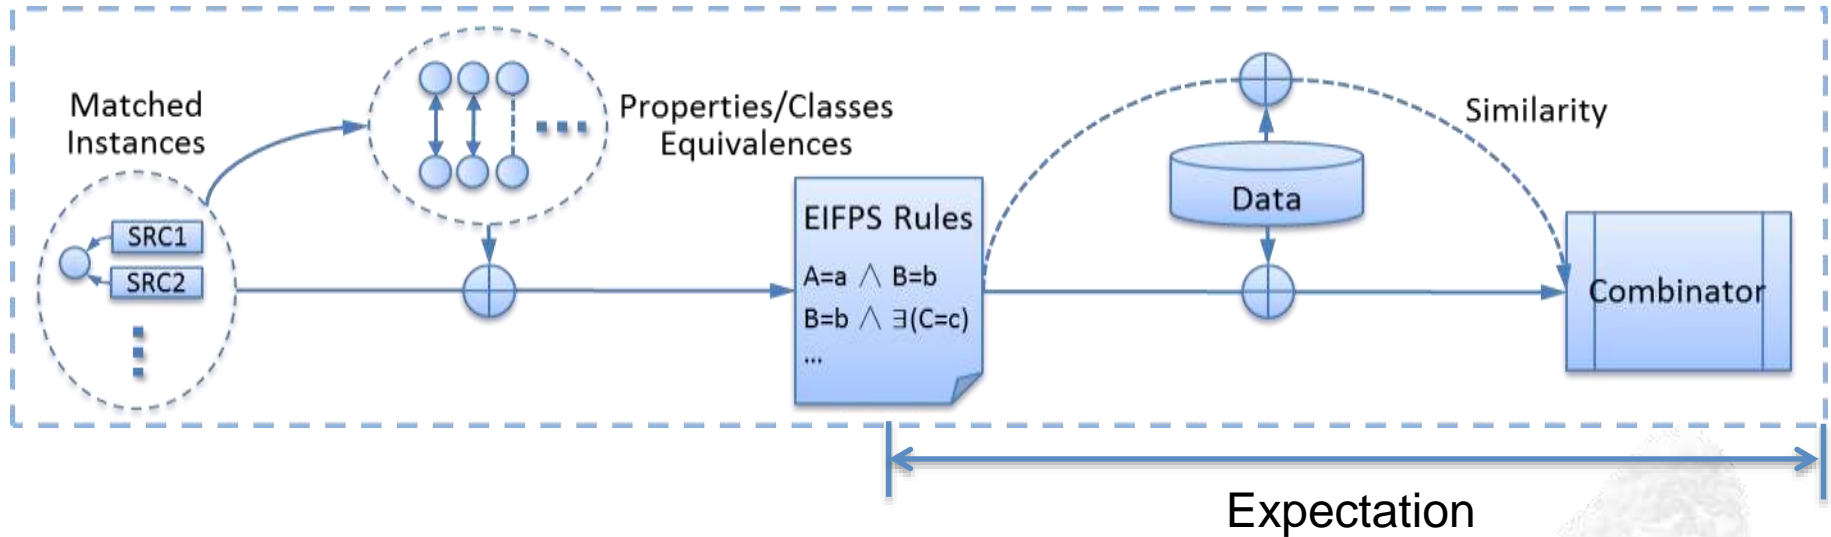 Matched
Instances
SRC1
SRC2
Properties/Classes
Equivalences
EIFPS Rules
A=a ∧ B=b
B=b ∧ ∃(C=c)
...
Data
Similarity
Combinator
Expectation